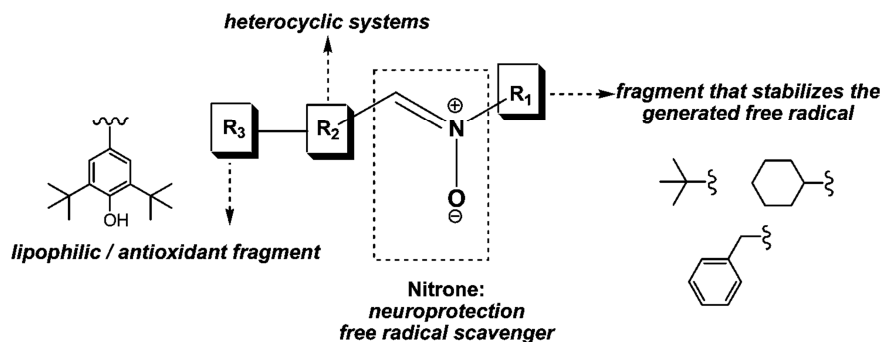 heterocyclic systems
R3
R2
N
⊕
R1
O
⊖
fragment that stabilizes the
generated free radical
OH
lipophilic / antioxidant fragment
Nitrone:
neuroprotection
free radical scavenger